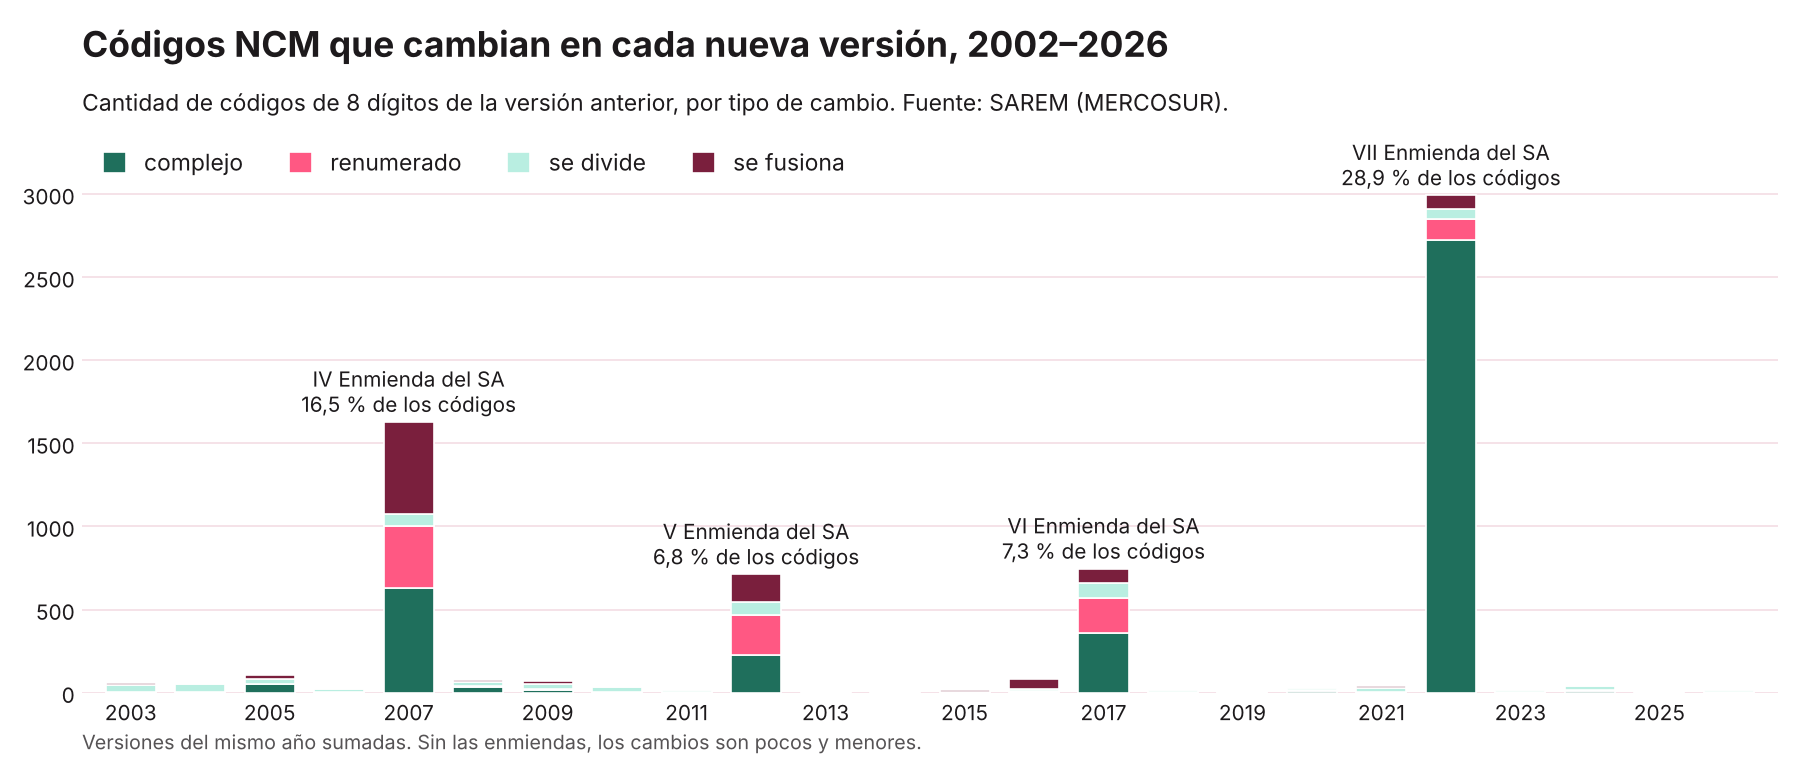 Códigos NCM que cambian en cada nueva versión, 2002–2026
Cantidad de códigos de 8 dígitos de la versión anterior, por tipo de cambio. Fuente: SAREM (MERCOSUR).
complejo
renumerado
se divide
se fusiona
VII Enmienda del SA
28,9 % de los códigos
3000
2500
2000
IV Enmienda del SA
16,5 % de los códigos
1500
1000
V Enmienda del SA
6,8 % de los códigos
VI Enmienda del SA
7,3 % de los códigos
500
0
2003
2005
2007
2009
2011
2013
2015
2017
2019
2021
2023
2025
Versiones del mismo año sumadas. Sin las enmiendas, los cambios son pocos y menores.